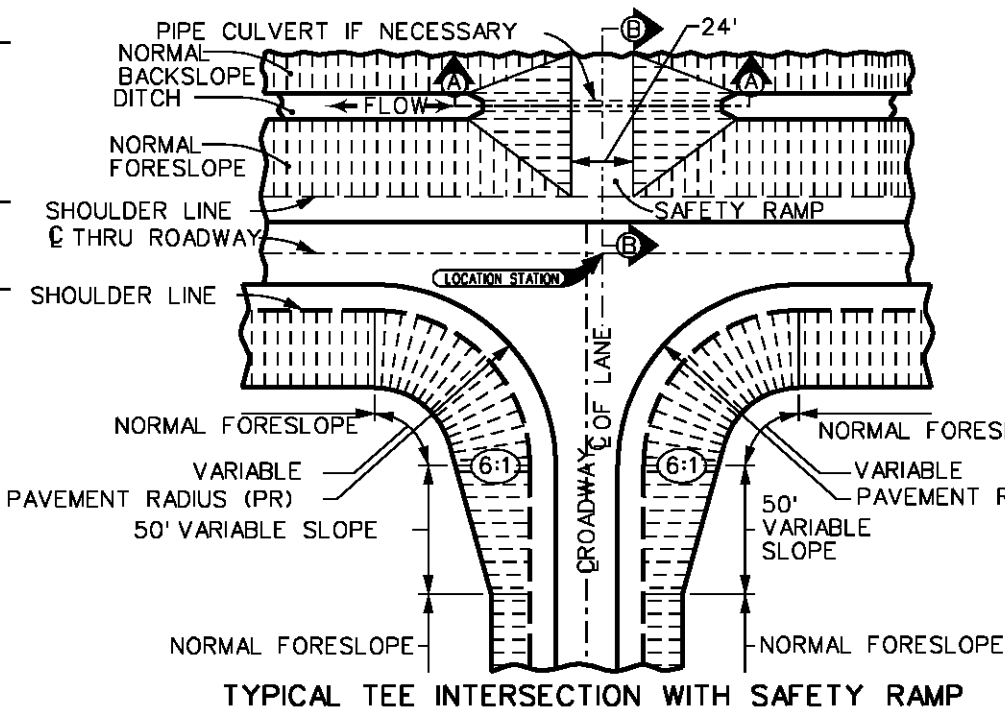 PIPE CULVERT IF NECESSARY
B
24'
NORMAL
BACKSLOPE
A
A
DITCH
FLOW
NORMAL
FORESLOPE
SHOULDER LINE
SAFETY RAMP
℄ THRU ROADWAY
B
LOCATION STATION
SHOULDER LINE
℄ OF LANE
℄ ROADWAY
NORMAL FORESLOPE
NORMAL FORES
6:1
6:1
VARIABLE
PAVEMENT RADIUS (PR)
VARIABLE
PAVEMENT R
50' VARIABLE SLOPE
50'
VARIABLE
SLOPE
NORMAL FORESLOPE
NORMAL FORESLOPE
TYPICAL TEE INTERSECTION WITH SAFETY RAMP